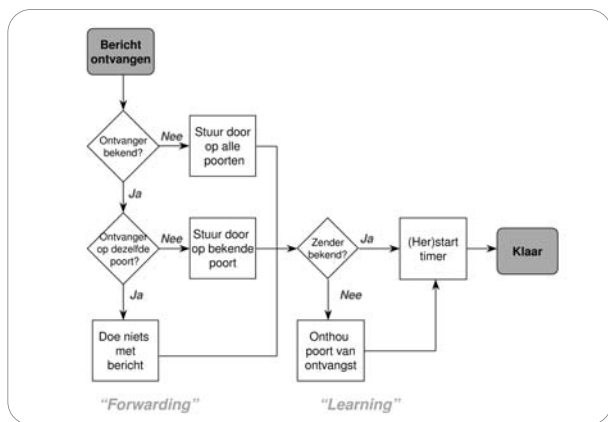 Bericht
ontvangen
Ontvanger
bekend?
Nee
Stuur door
op alle
poorten
Ja
Ontvanger
op dezelfde
poort?
Nee
Stuur door
op bekende
poort
Zender
bekend?
Ja
(Her)start
timer
Klaar
Ja
Nee
Doe niets
met
bericht
Onthou
poort van
ontvangst
"Forwarding"
"Learning"